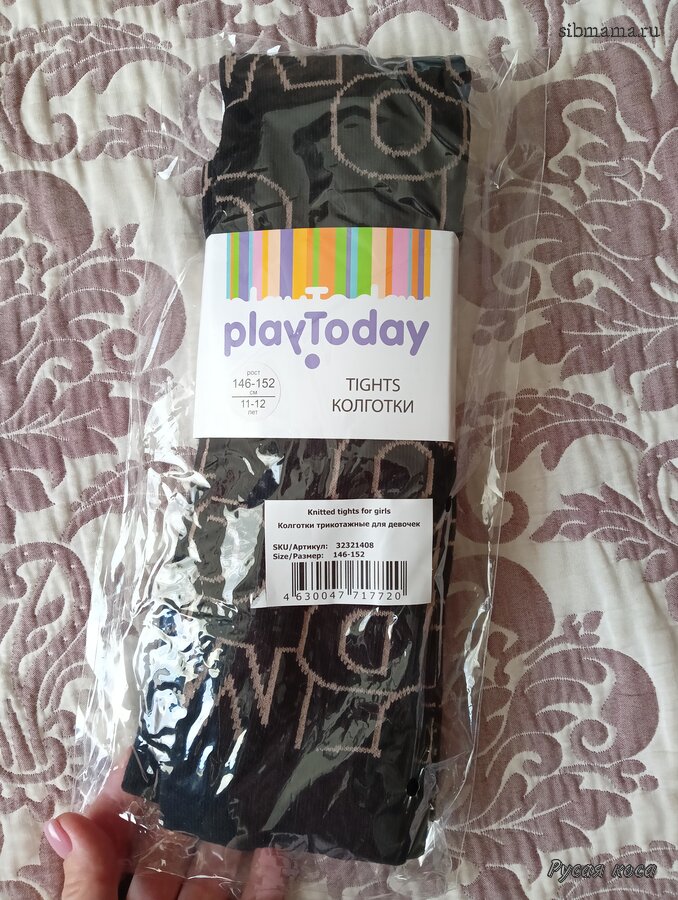 sibmama.ru
playToday
рост
146-152
см
11-12
лет
TIGHTS
КОЛГОТКИ
Knitted tights for girls
Колготки трикотажные для девочек
SKU/Артикул: 32321408
Size/Размер: 146-152
4 630047 717720
Русая коса